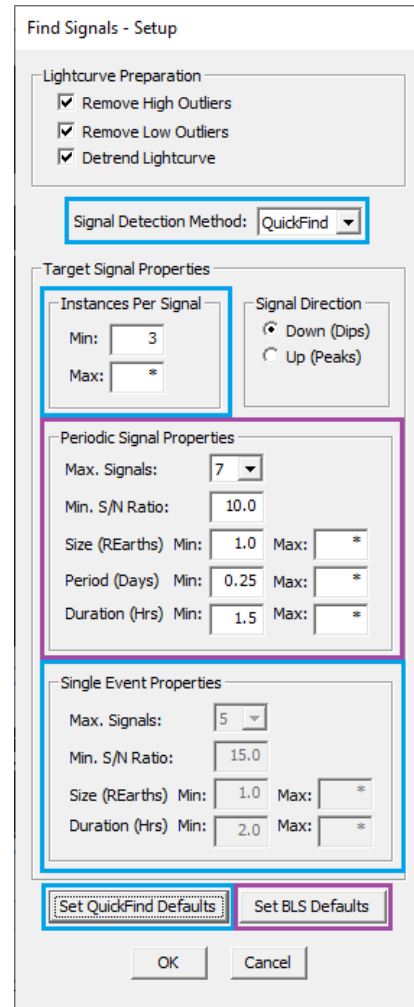 Find Signals - Setup
Lightcurve Preparation
Remove High Outliers
Remove Low Outliers
Detrend Lightcurve
Signal Detection Method: QuickFind
Target Signal Properties
Instances Per Signal
Min: 3
Max: *
Signal Direction
Down (Dips)
Up (Peaks)
Periodic Signal Properties
Max. Signals: 7
Min. S/N Ratio: 10.0
Size (REarths) Min: 1.0 Max: *
Period (Days) Min: 0.25 Max: *
Duration (Hrs) Min: 1.5 Max: *
Single Event Properties
Max. Signals: 5
Min. S/N Ratio: 15.0
Size (REarths) Min: 1.0 Max: *
Duration (Hrs) Min: 2.0 Max: *
Set QuickFind Defaults Set BLS Defaults
OK Cancel